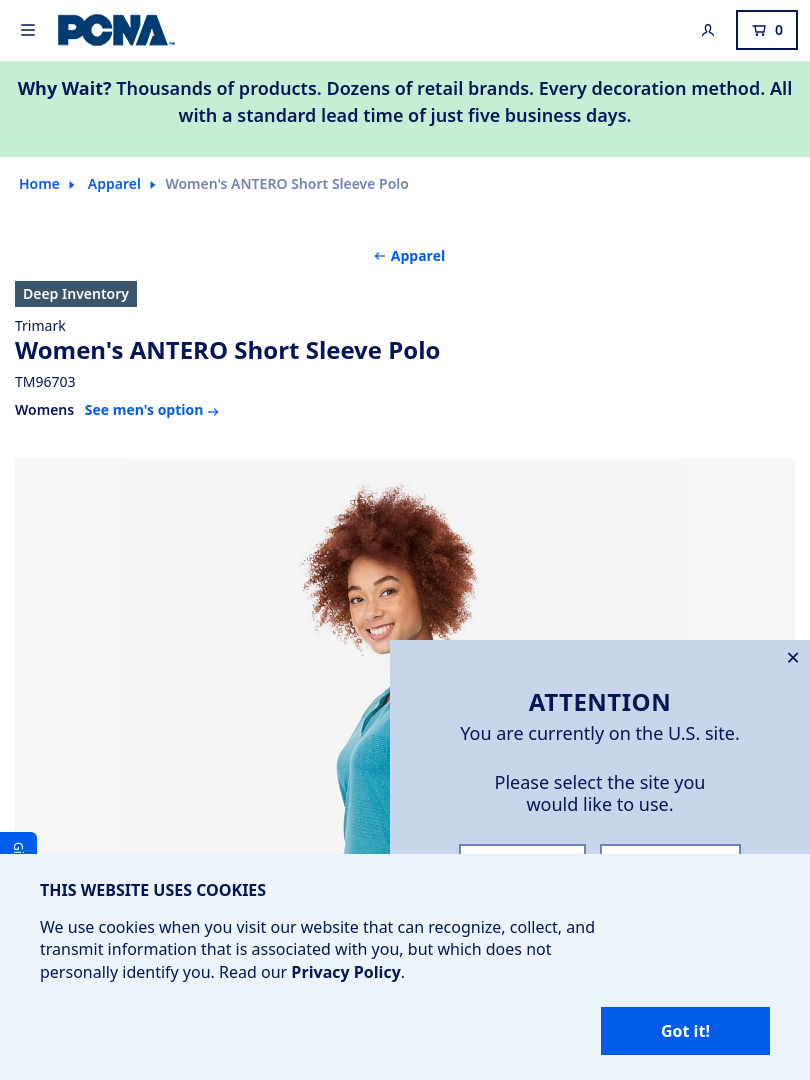 PCNA
0
Why Wait? Thousands of products. Dozens of retail brands. Every decoration method. All
with a standard lead time of just five business days.
Home Apparel Women's ANTERO Short Sleeve Polo
← Apparel
Deep Inventory
Trimark
Women's ANTERO Short Sleeve Polo
TM96703
Womens See men's option →
ATTENTION
You are currently on the U.S. site.
Please select the site you
would like to use.
THIS WEBSITE USES COOKIES
We use cookies when you visit our website that can recognize, collect, and
transmit information that is associated with you, but which does not
personally identify you. Read our Privacy Policy.
Got it!